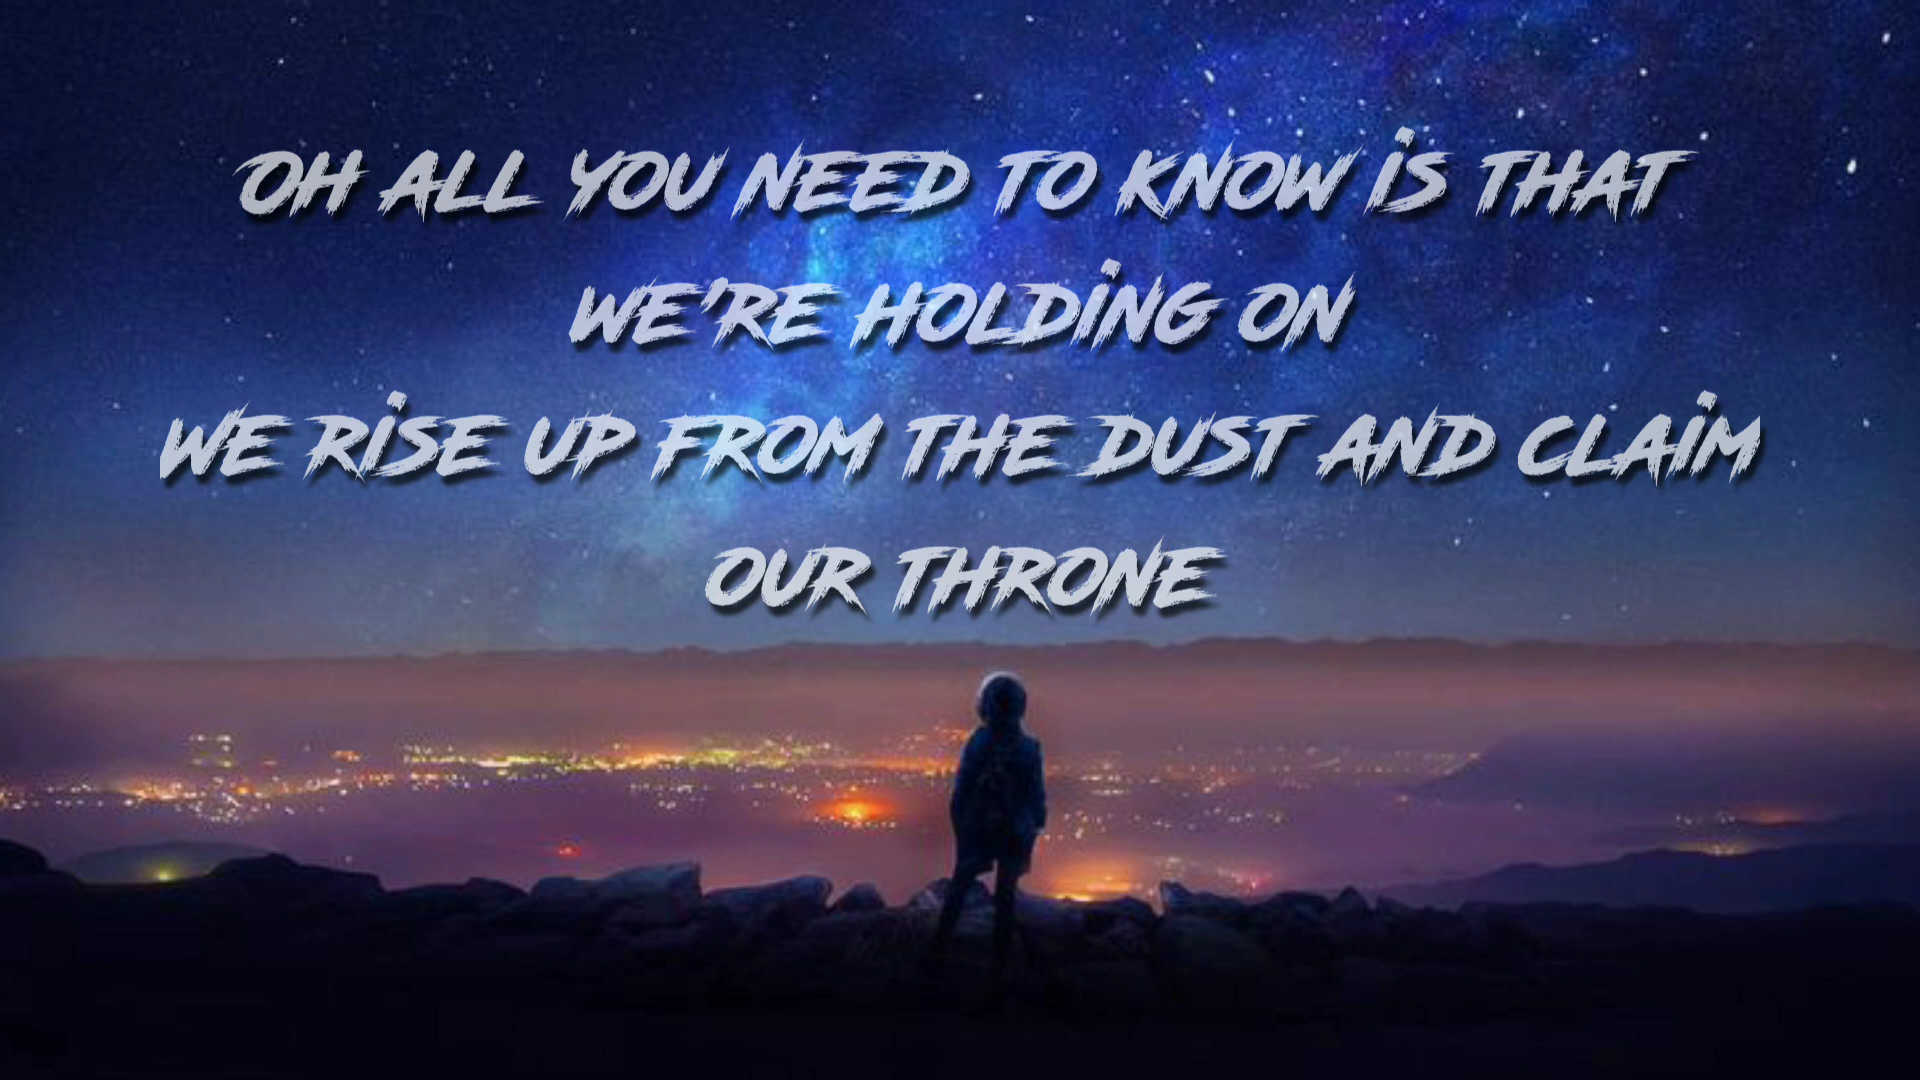 OH ALL YOU NEED TO KNOW IS THAT
WE'RE HOLDING ON
WE RISE UP FROM THE DUST AND CLAIM
OUR THRONE